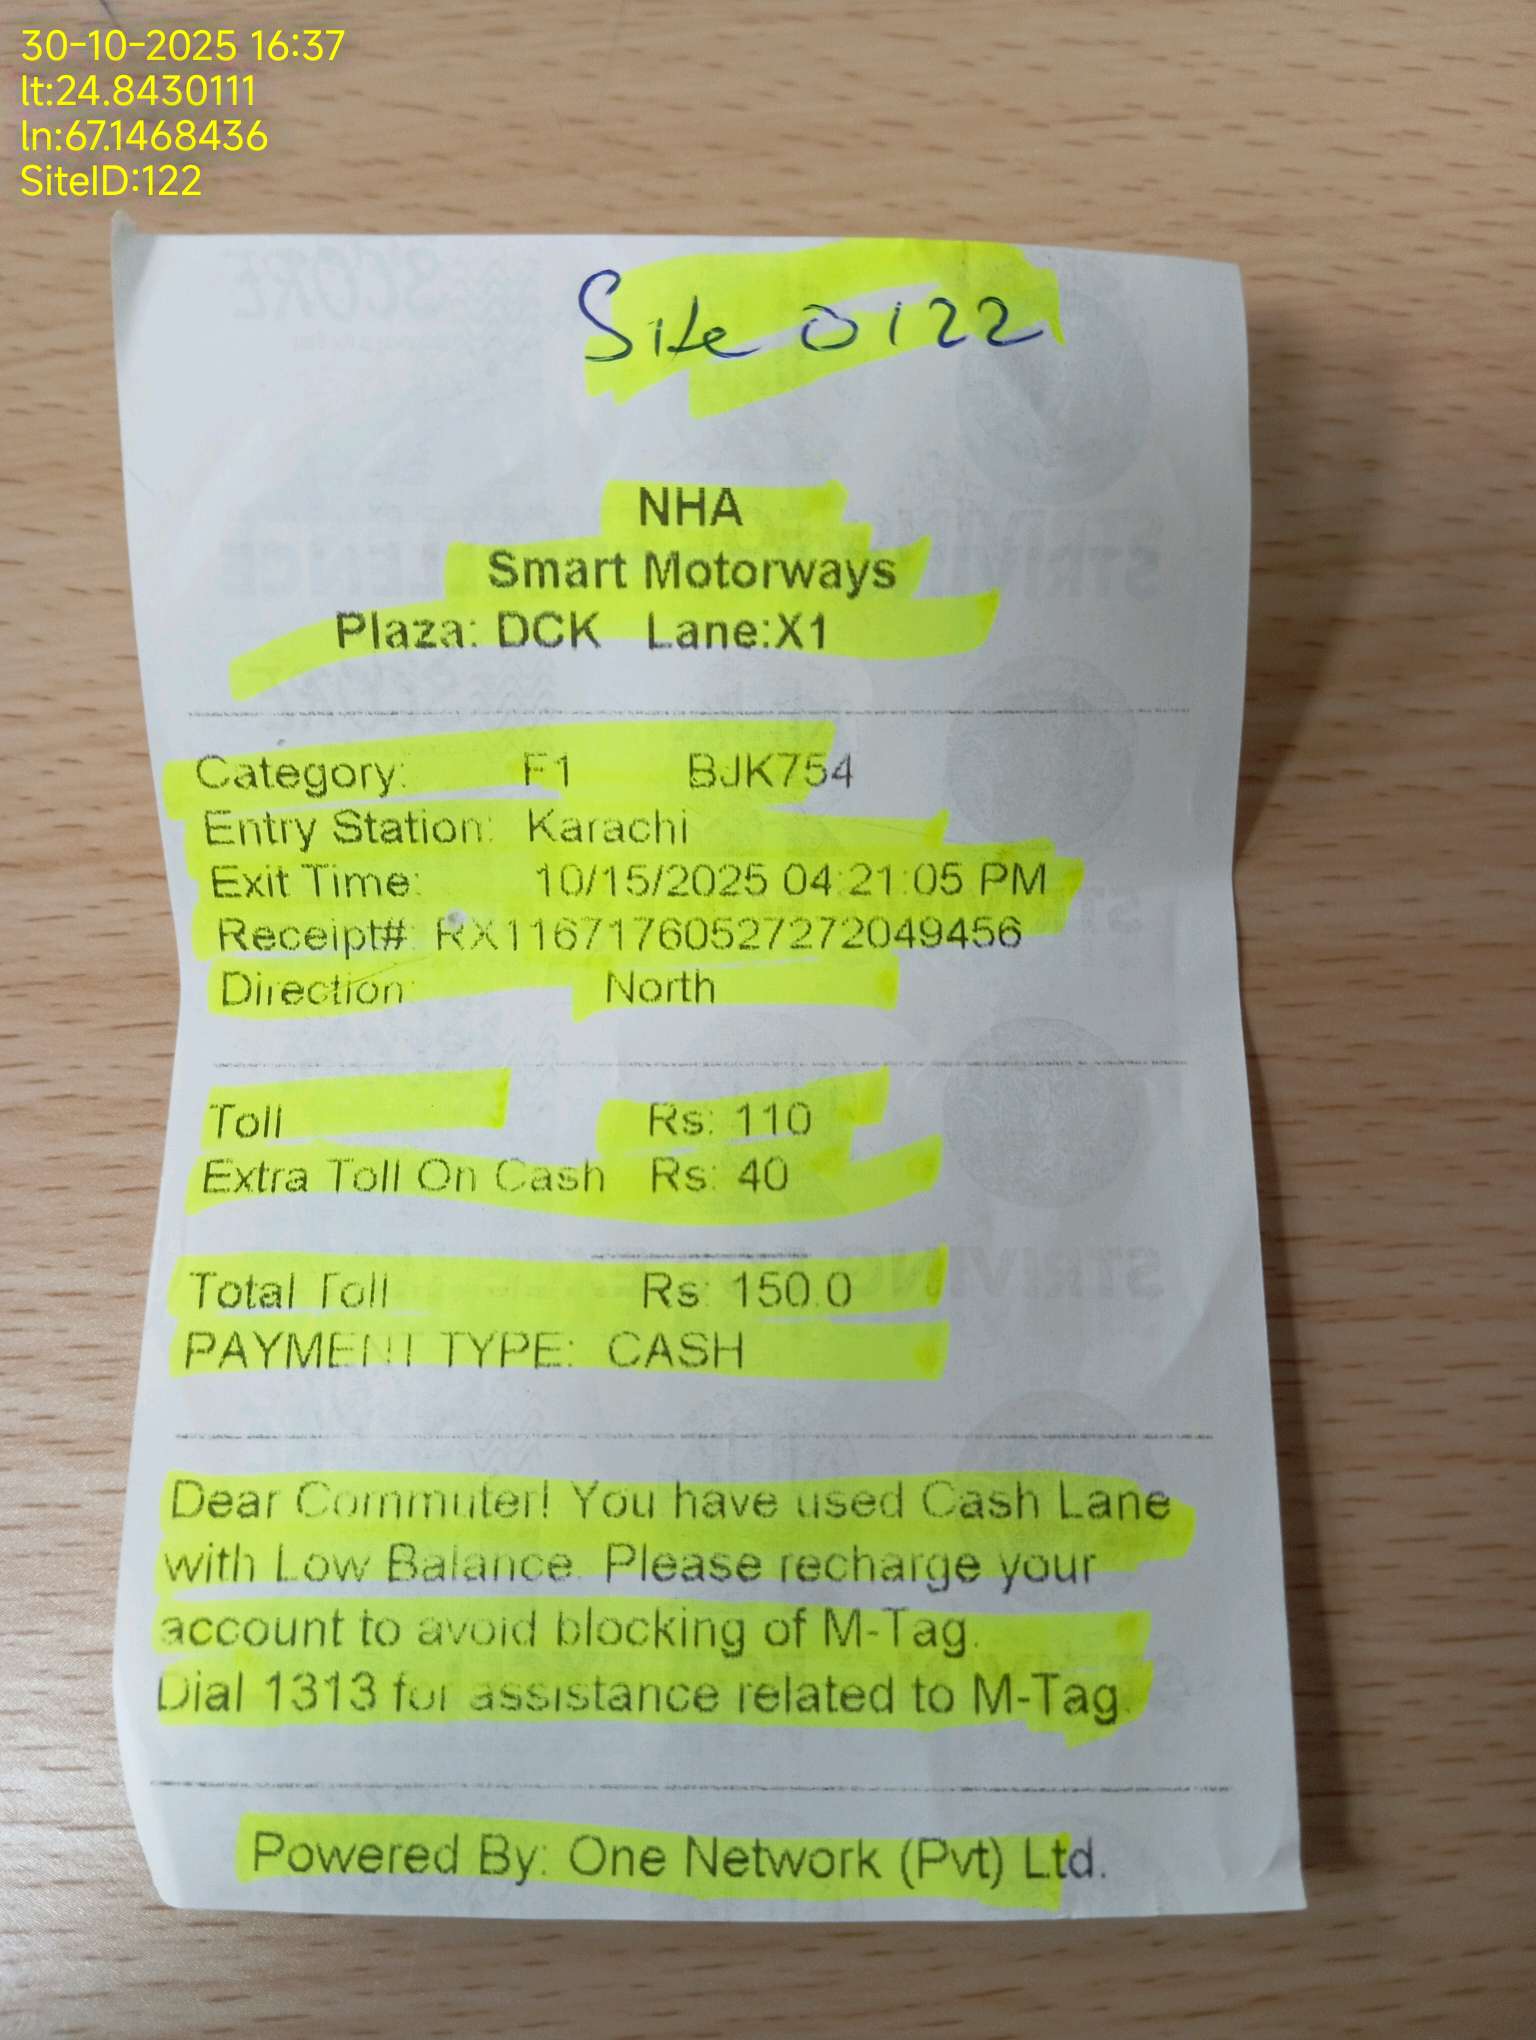 30-10-2025 16:37
lt:24.8430111
ln:67.1468436
SiteID:122
Site 0122
NHA
Smart Motorways
Plaza: DCK Lane:X1
Category: F1 BJK754
Entry Station: Karachi
Exit Time: 10/15/2025 04:21:05 PM
Receipt#: RX11671760527272049456
Direction: North
Toll Rs: 110
Extra Toll On Cash Rs: 40
Total Toll Rs: 150.0
PAYMENT TYPE: CASH
Dear Commuter! You have used Cash Lane
with Low Balance. Please recharge your
account to avoid blocking of M-Tag.
Dial 1313 for assistance related to M-Tag.
Powered By: One Network (Pvt) Ltd.